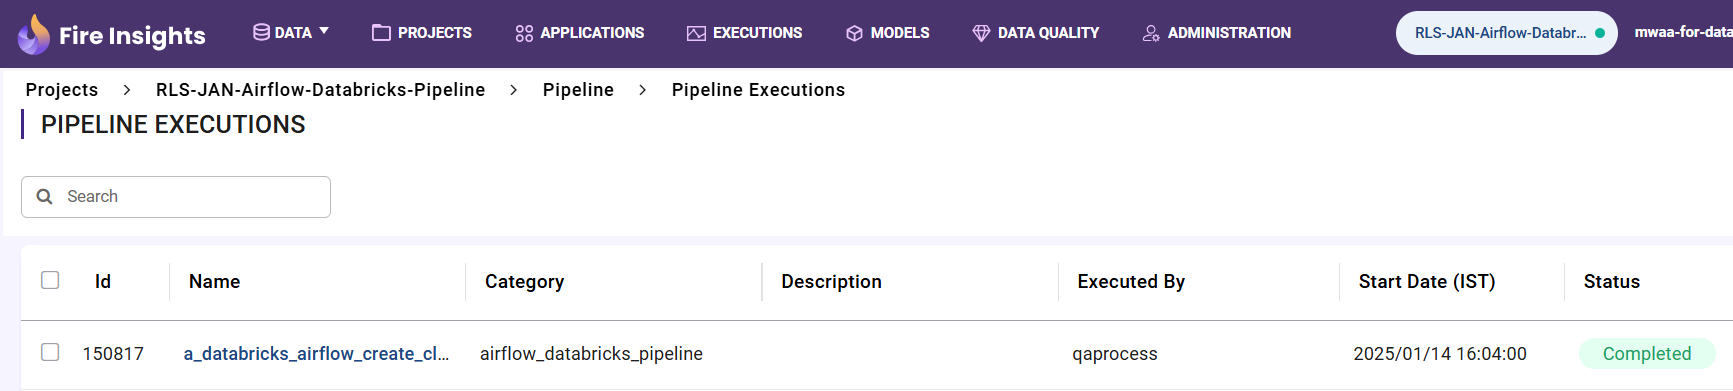 Fire Insights DATA PROJECTS APPLICATIONS EXECUTIONS MODELS DATA QUALITY ADMINISTRATION RLS-JAN-Airflow-Databr... mwaa-for-data
Projects > RLS-JAN-Airflow-Databricks-Pipeline > Pipeline > Pipeline Executions
PIPELINE EXECUTIONS
Search
Id Name Category Description Executed By Start Date (IST) Status
150817 a_databricks_airflow_create_cl... airflow_databricks_pipeline qaprocess 2025/01/14 16:04:00 Completed